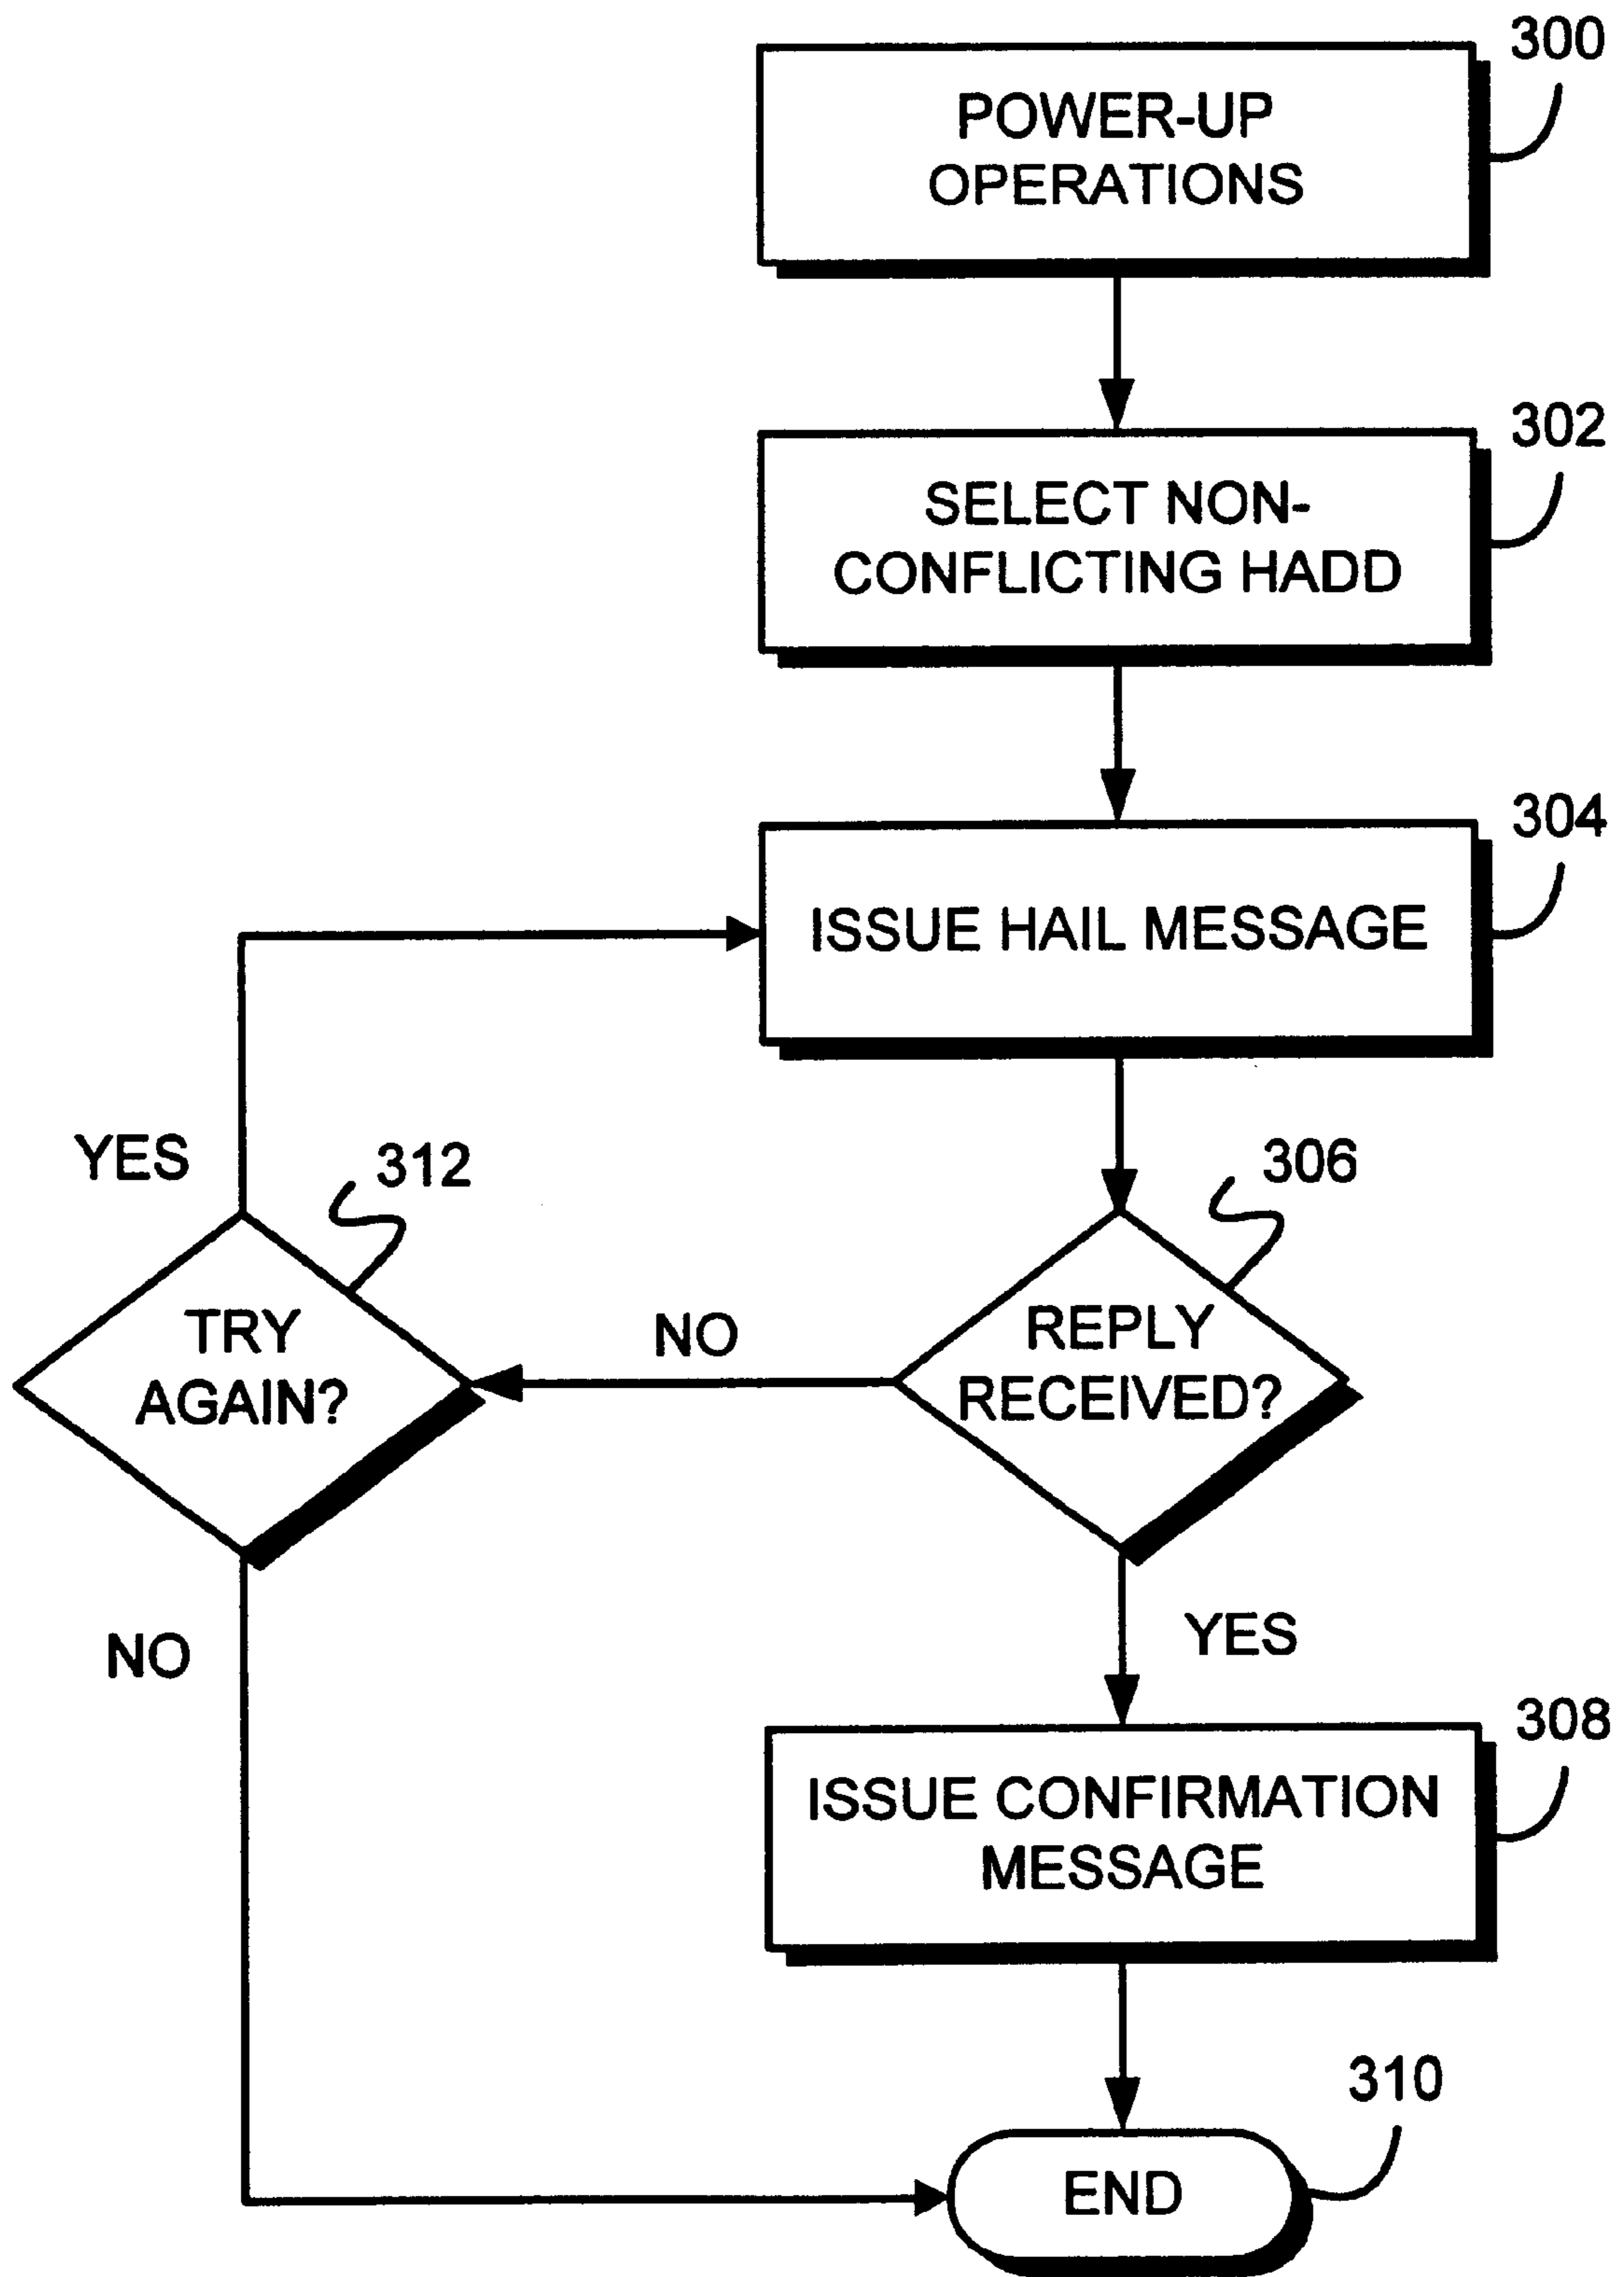 300
POWER-UP
OPERATIONS
302
SELECT NON-
CONFLICTING HADD
304
ISSUE HAIL MESSAGE
YES
312
306
TRY
AGAIN?
NO
REPLY
RECEIVED?
NO
YES
308
ISSUE CONFIRMATION
MESSAGE
310
END